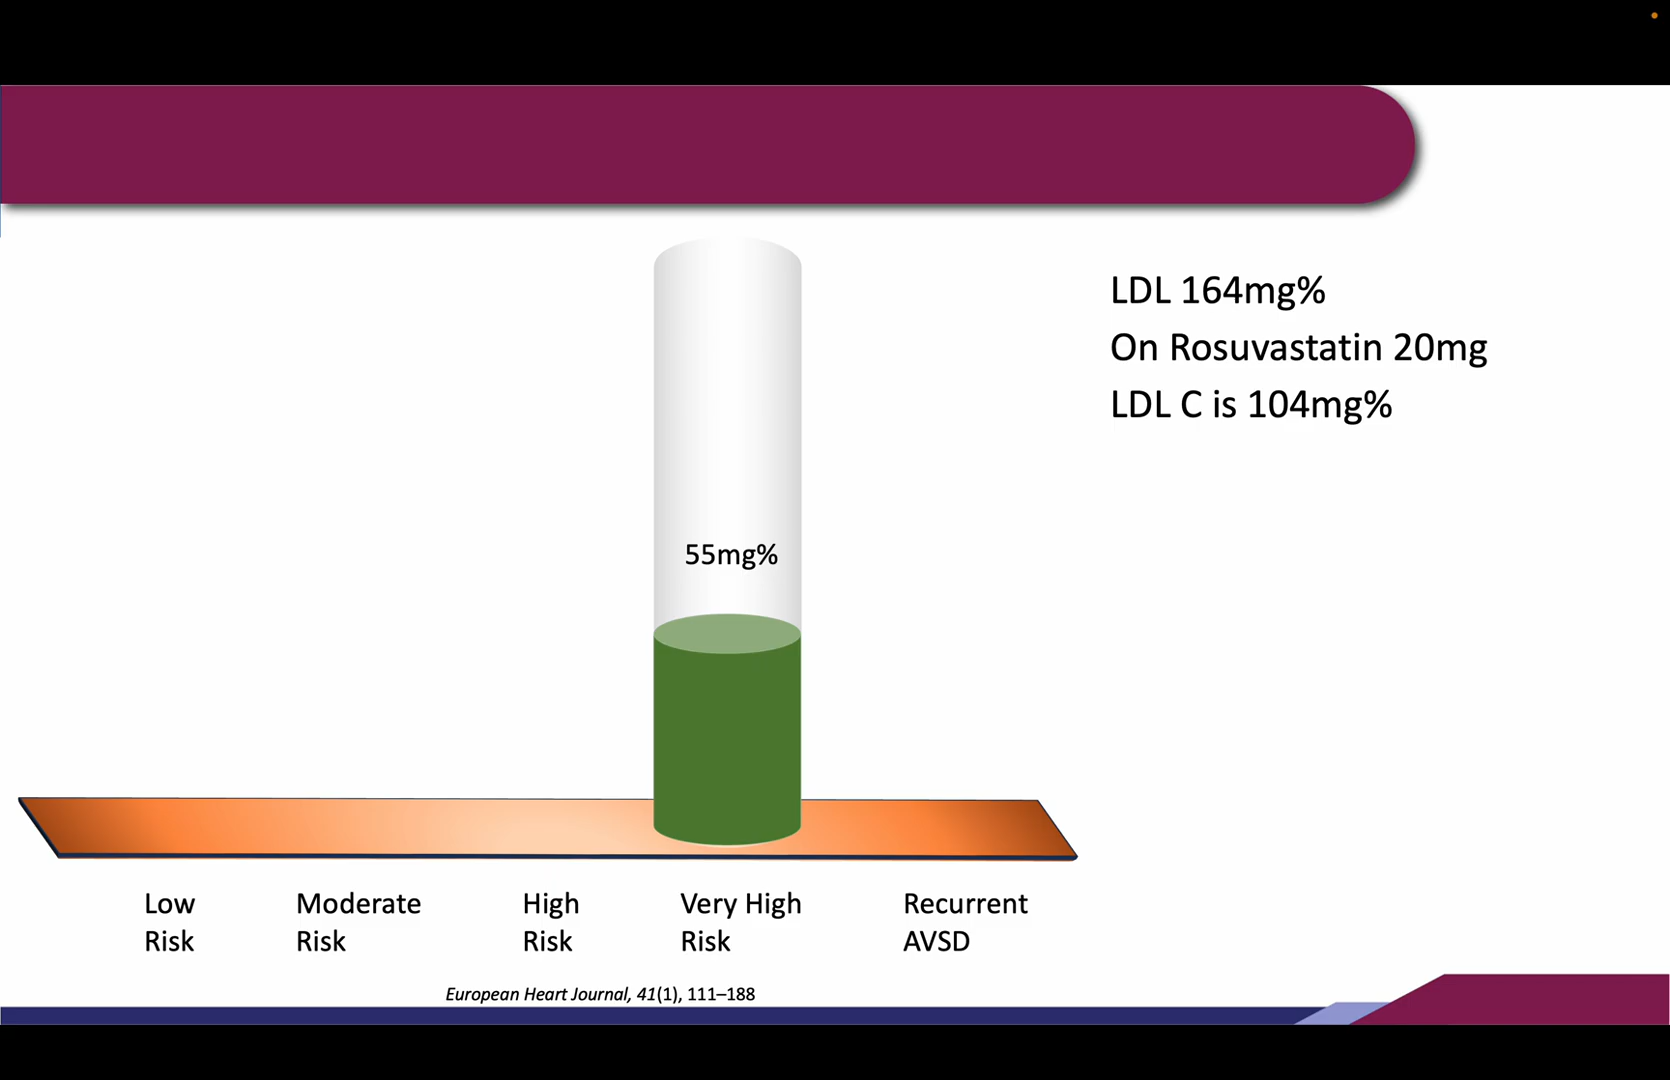 LDL 164mg%
On Rosuvastatin 20mg
LDL C is 104mg%
55mg%
Low
Risk
Moderate
Risk
High
Risk
Very High
Risk
Recurrent
AVSD
European Heart Journal, 41(1), 111–188